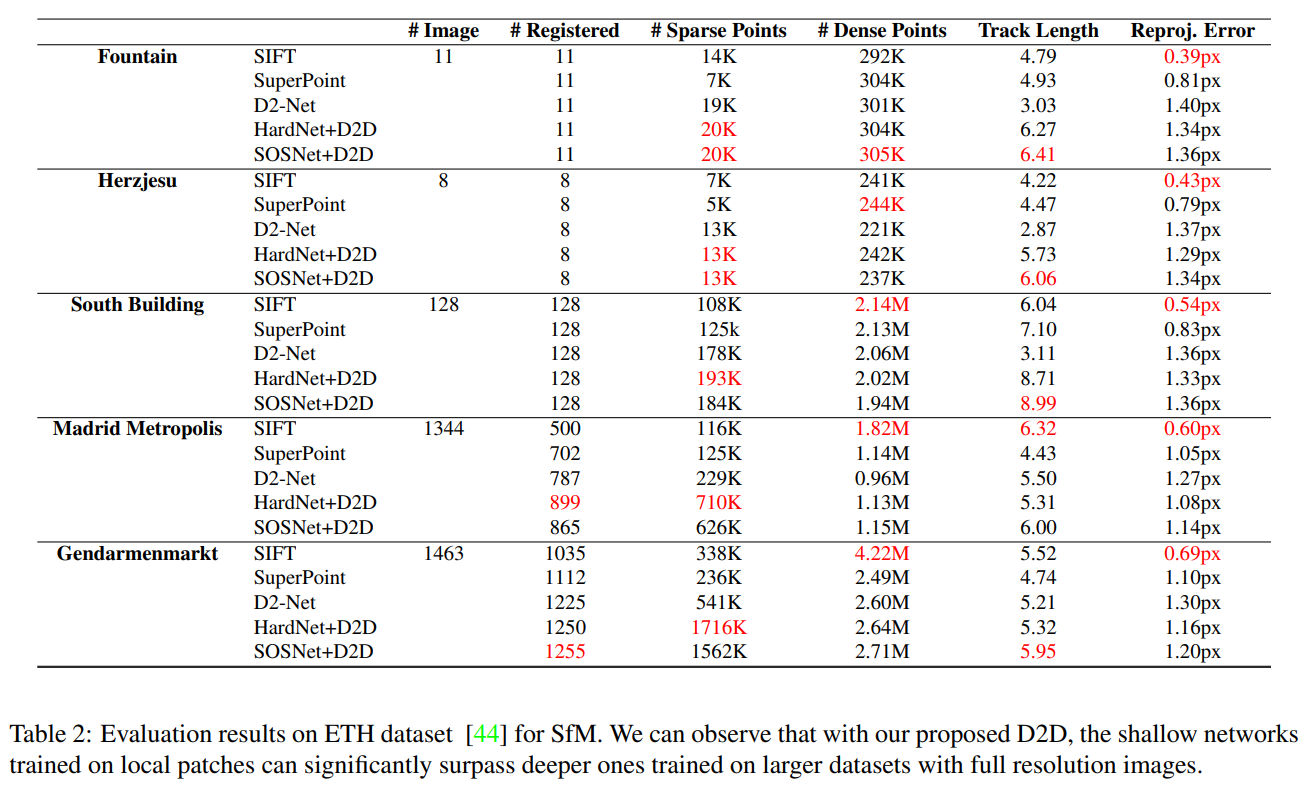 # Image # Registered # Sparse Points # Dense Points Track Length Reproj. Error
Fountain SIFT 11 11 14K 292K 4.79 0.39px
SuperPoint 11 7K 304K 4.93 0.81px
D2-Net 11 19K 301K 3.03 1.40px
HardNet+D2D 11 20K 304K 6.27 1.34px
SOSNet+D2D 11 20K 305K 6.41 1.36px
Herzjesu SIFT 8 8 7K 241K 4.22 0.43px
SuperPoint 8 5K 244K 4.47 0.79px
D2-Net 8 13K 221K 2.87 1.37px
HardNet+D2D 8 13K 242K 5.73 1.29px
SOSNet+D2D 8 13K 237K 6.06 1.34px
South Building SIFT 128 128 108K 2.14M 6.04 0.54px
SuperPoint 128 125k 2.13M 7.10 0.83px
D2-Net 128 178K 2.06M 3.11 1.36px
HardNet+D2D 128 193K 2.02M 8.71 1.33px
SOSNet+D2D 128 184K 1.94M 8.99 1.36px
Madrid Metropolis SIFT 1344 500 116K 1.82M 6.32 0.60px
SuperPoint 702 125K 1.14M 4.43 1.05px
D2-Net 787 229K 0.96M 5.50 1.27px
HardNet+D2D 899 710K 1.13M 5.31 1.08px
SOSNet+D2D 865 626K 1.15M 6.00 1.14px
Gendarmenmarkt SIFT 1463 1035 338K 4.22M 5.52 0.69px
SuperPoint 1112 236K 2.49M 4.74 1.10px
D2-Net 1225 541K 2.60M 5.21 1.30px
HardNet+D2D 1250 1716K 2.64M 5.32 1.16px
SOSNet+D2D 1255 1562K 2.71M 5.95 1.20px
Table 2: Evaluation results on ETH dataset [44] for SfM. We can observe that with our proposed D2D, the shallow networks
trained on local patches can significantly surpass deeper ones trained on larger datasets with full resolution images.